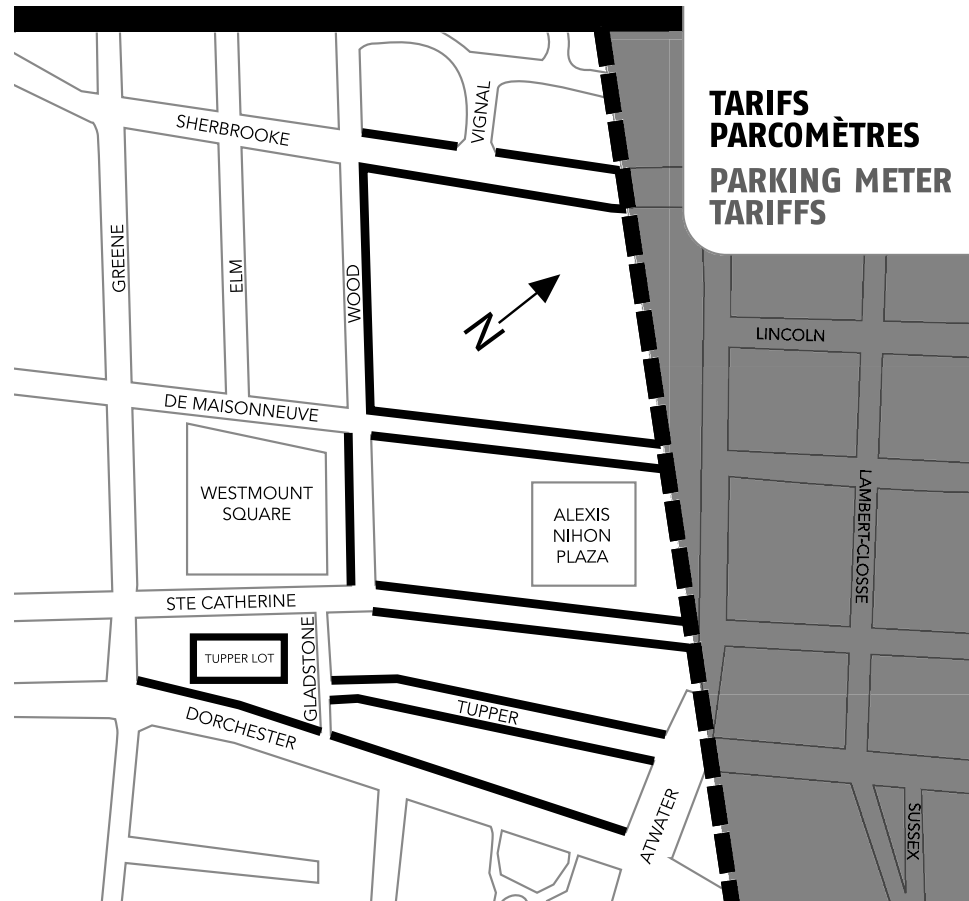 TARIFS
PARCOMÈTRES
PARKING METER
TARIFFS
SHERBROOKE
VIGNAL
GREENE
ELM
WOOD
N
LINCOLN
DE MAISONNEUVE
WESTMOUNT
SQUARE
ALEXIS
NIHON
PLAZA
LAMBERT-CLOSSE
STE CATHERINE
GLADSTONE
TUPPER LOT
TUPPER
DORCHESTER
ATWATER
SUSSEX